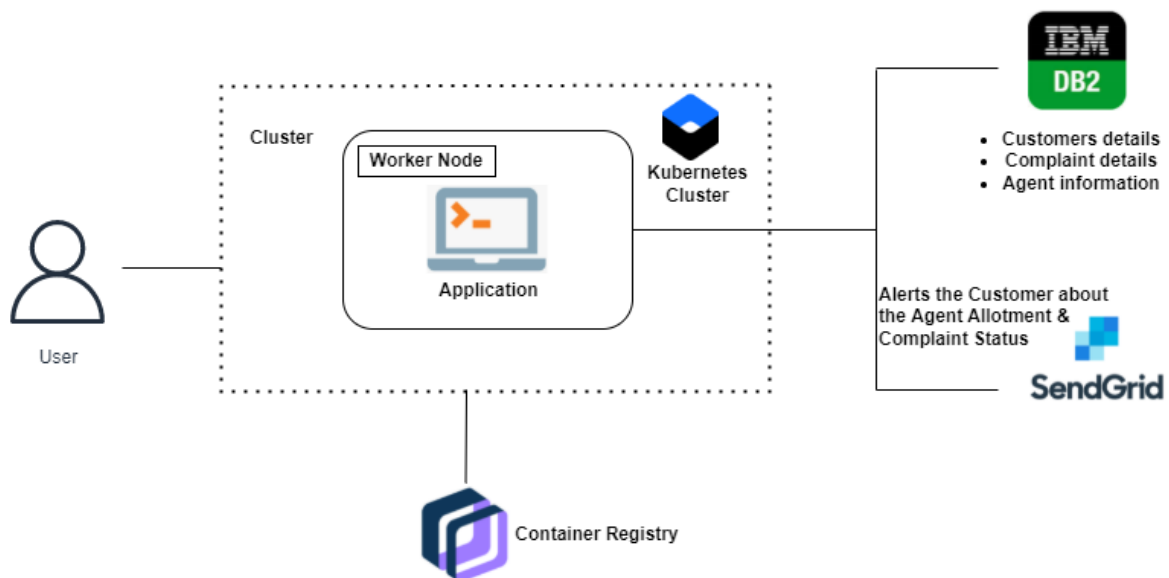 IBM
DB2
Cluster
Worker Node
Kubernetes
Cluster
• Customers details
• Complaint details
• Agent information
Application
User
Alerts the Customer about
the Agent Allotment &
Complaint Status
SendGrid
Container Registry